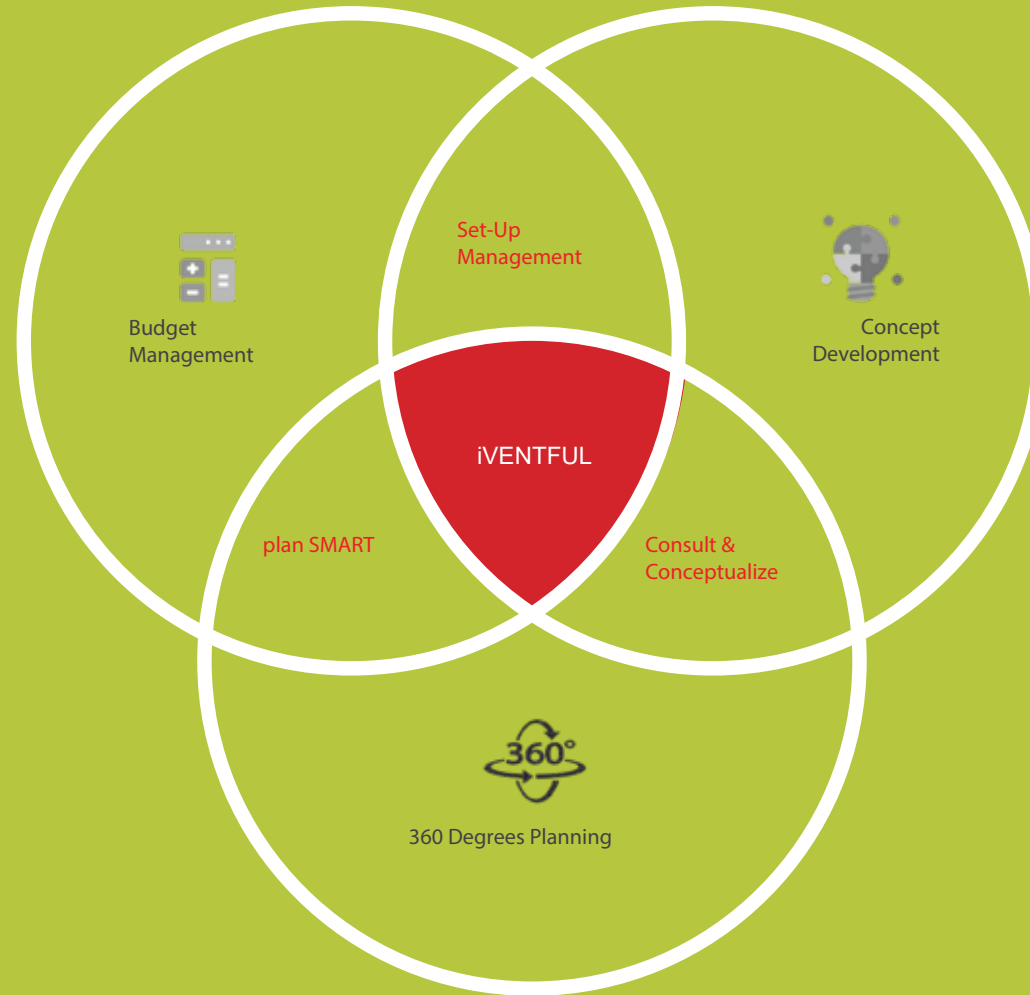 Set-Up
Management
Budget
Management
Concept
Development
iVENTFUL
plan SMART
Consult &
Conceptualize
360°
360 Degrees Planning